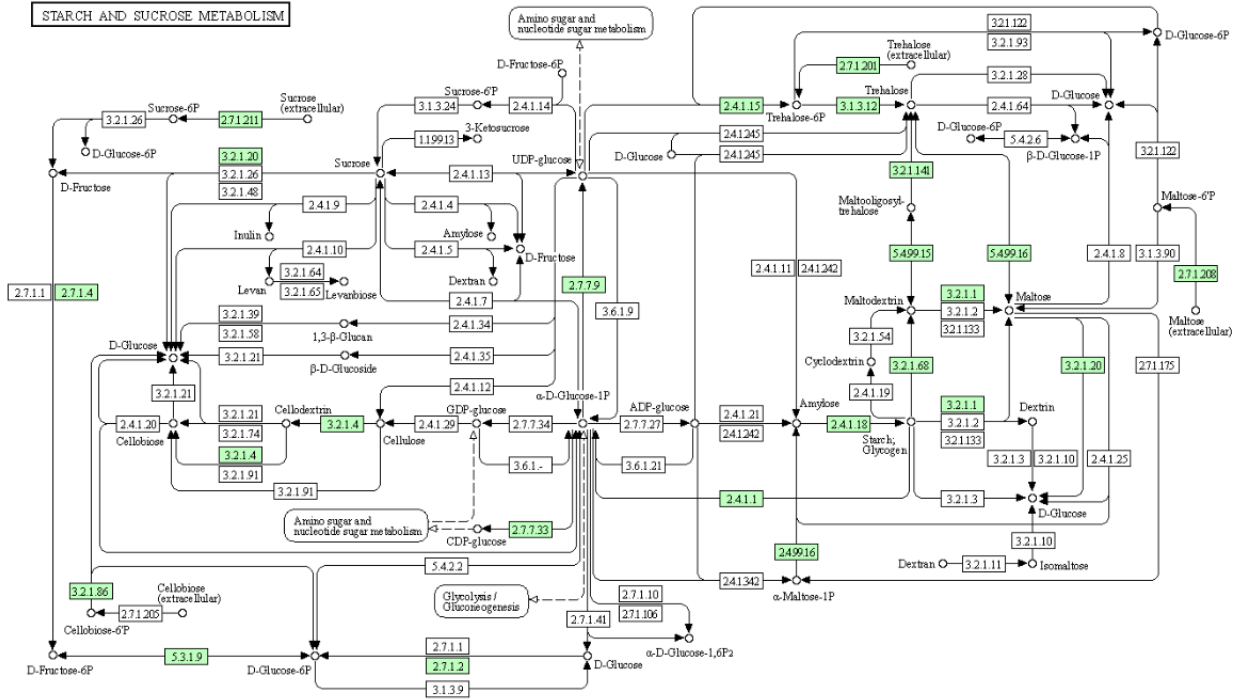 STARCH AND SUCROSE METABOLISM
Amino sugar and
nucleotide sugar metabolism
3.2.1.122
3.2.1.93
D-Glucose-6P
Trehalose
(extracellular)
2.7.1.201
D-Fructose-6P
3.2.1.28
Sucrose-6P
Sucrose
(extracellular)
Sucrose-6'P
3.1.3.24
2.4.1.14
2.4.1.15
Trehalose-6P
3.1.3.12
Trehalose
2.4.1.64
D-Glucose
3.2.1.26
2.7.1.211
3-Ketosucrose
1.1.99.13
2.4.1.245
2.4.1.245
D-Glucose
D-Glucose-6P
5.4.2.6
β-D-Glucose-1P
D-Glucose-6P
3.2.1.20
3.2.1.26
3.2.1.48
Sucrose
2.4.1.13
UDP-glucose
3.2.1.122
D-Fructose
3.2.1.141
Maltose-6'P
2.4.1.9
2.4.1.4
Maltooligosyl-
trehalose
Inulin
Amylose
2.4.1.10
2.4.1.5
D-Fructose
5.4.99.15
5.4.99.16
2.4.1.8
3.1.3.90
2.7.1.208
3.2.1.64
3.2.1.65
Levan
Levanbiose
Dextran
2.4.1.11
2.4.1.242
2.7.1.1
2.7.1.4
2.7.7.9
2.4.1.7
3.6.1.9
Maltodextrin
3.2.1.1
3.2.1.2
3.2.1.133
Maltose
Maltose
(extracellular)
3.2.1.39
3.2.1.58
1,3-β-Glucan
2.4.1.34
3.2.1.54
D-Glucose
3.2.1.21
β-D-Glucoside
2.4.1.35
Cyclodextrin
3.2.1.68
3.2.1.20
2.7.1.175
3.2.1.21
2.4.1.12
α-D-Glucose-1P
2.4.1.19
2.4.1.20
Cellobiose
3.2.1.21
3.2.1.74
3.2.1.4
3.2.1.91
Cellodextrin
3.2.1.4
Cellulose
2.4.1.29
GDP-glucose
2.7.7.34
2.7.7.27
ADP-glucose
2.4.1.21
2.4.1.242
Amylose
2.4.1.18
Starch;
Glycogen
3.2.1.1
3.2.1.2
3.2.1.133
Dextrin
3.6.1.-
3.6.1.21
3.2.1.3
3.2.1.10
2.4.1.25
3.2.1.91
2.4.1.1
3.2.1.3
D-Glucose
Amino sugar and
nucleotide sugar metabolism
CDP-glucose
2.7.7.33
3.2.1.10
2.4.99.16
Dextran
3.2.1.11
Isomaltose
5.4.2.2
2.4.1.342
α-Maltose-1P
3.2.1.86
Cellobiose
(extracellular)
2.7.1.205
Cellobiose-6'P
Glycolysis /
Gluconeogenesis
2.7.1.10
2.7.1.106
2.7.1.41
α-D-Glucose-1,6P2
D-Fructose-6P
5.3.1.9
D-Glucose-6P
2.7.1.1
2.7.1.2
3.1.3.9
D-Glucose